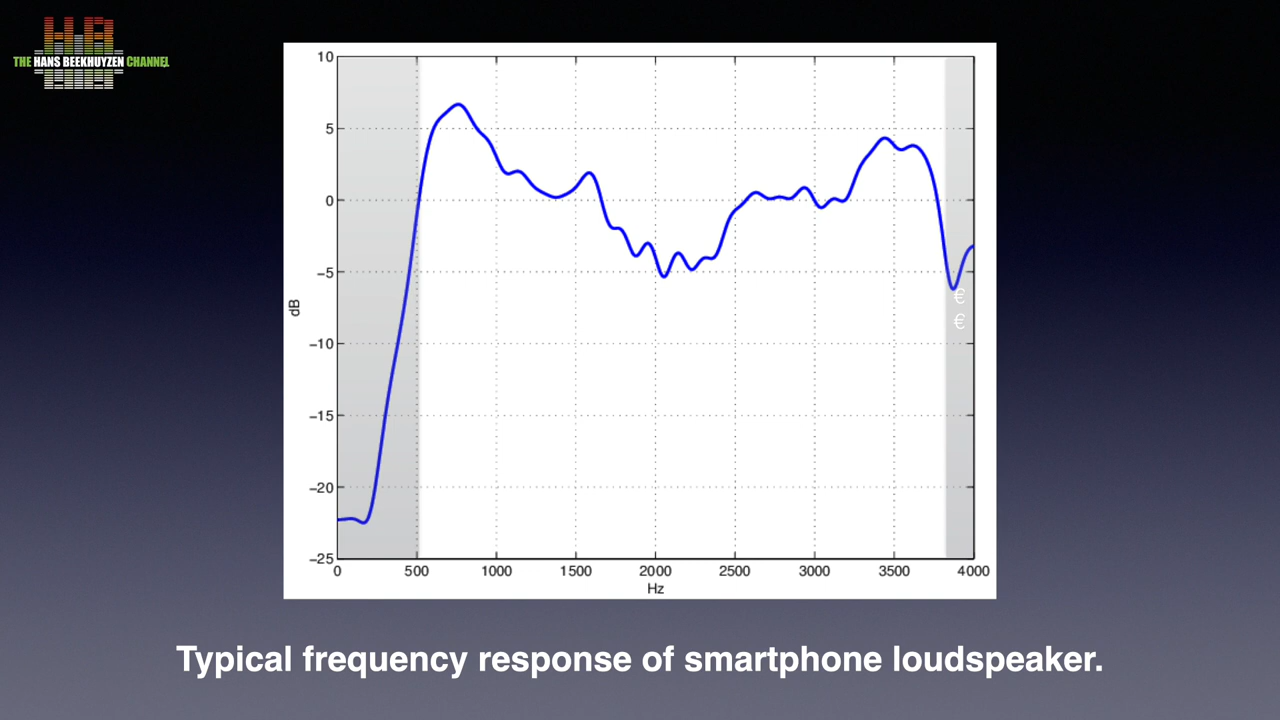 THE HANS BEEKHUYZEN CHANNEL
10
5
0
−5
−10
−15
−20
−25
dB
€
€
0 500 1000 1500 2000 2500 3000 3500 4000
Hz
Typical frequency response of smartphone loudspeaker.